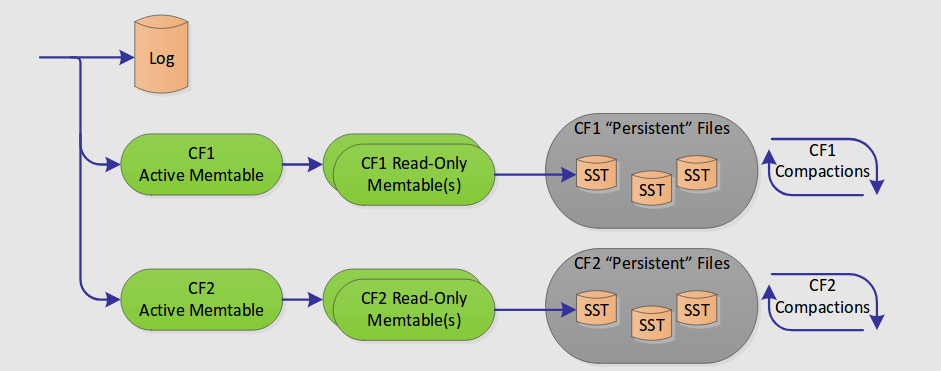 Log
CF1
Active Memtable
CF1 Read-Only
Memtable(s)
CF1 “Persistent” Files
SST
SST
SST
CF1
Compactions
CF2
Active Memtable
CF2 Read-Only
Memtable(s)
CF2 “Persistent” Files
SST
SST
SST
CF2
Compactions